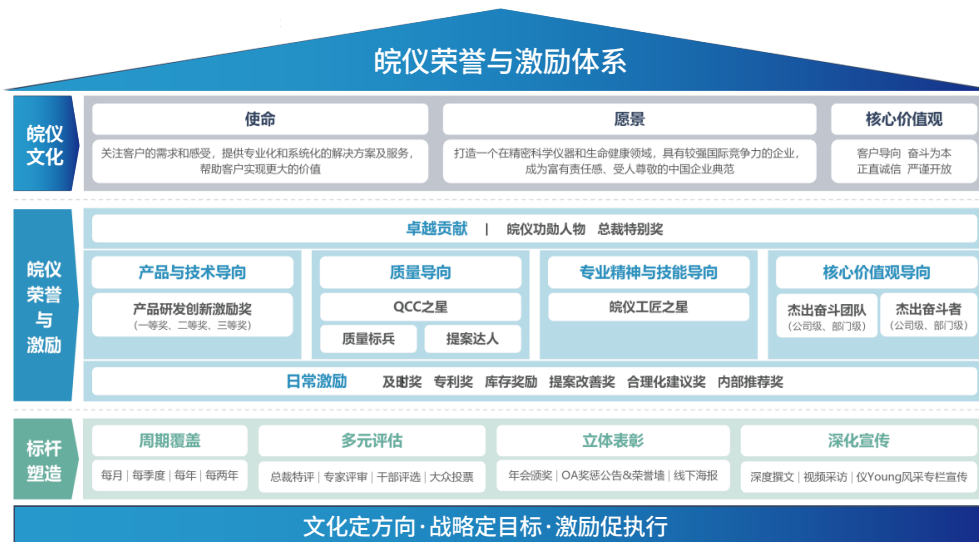 皖仪荣誉与激励体系
皖仪
文化
使命
愿景
核心价值观
关注客户的需求和感受，提供专业化和系统化的解决方案及服务，
帮助客户实现更大的价值
打造一个在精密科学仪器和生命健康领域，具有较强国际竞争力的企业，
成为富有责任感、受人尊敬的中国企业典范
客户导向 奋斗为本
正直诚信 严谨开放
皖仪
荣誉
与
激励
卓越贡献 | 皖仪功勋人物 总裁特别奖
产品与技术导向
质量导向
专业精神与技能导向
核心价值观导向
产品研发创新激励奖
（一等奖、二等奖、三等奖）
QCC之星
质量标兵
提案达人
皖仪工匠之星
杰出奋斗团队
（公司级、部门级）
杰出奋斗者
（公司级、部门级）
日常激励 及时奖 专利奖 库存奖励 提案改善奖 合理化建议奖 内部推荐奖
标杆
塑造
周期覆盖
多元评估
立体表彰
深化宣传
每月 | 每季度 | 每年 | 每两年
总裁特评 | 专家评审 | 干部评选 | 大众投票
年会颁奖 | OA奖惩公告&荣誉墙 | 线下海报
深度撰文 | 视频采访 | 仪Young风采专栏宣传
文化定方向·战略定目标·激励促执行